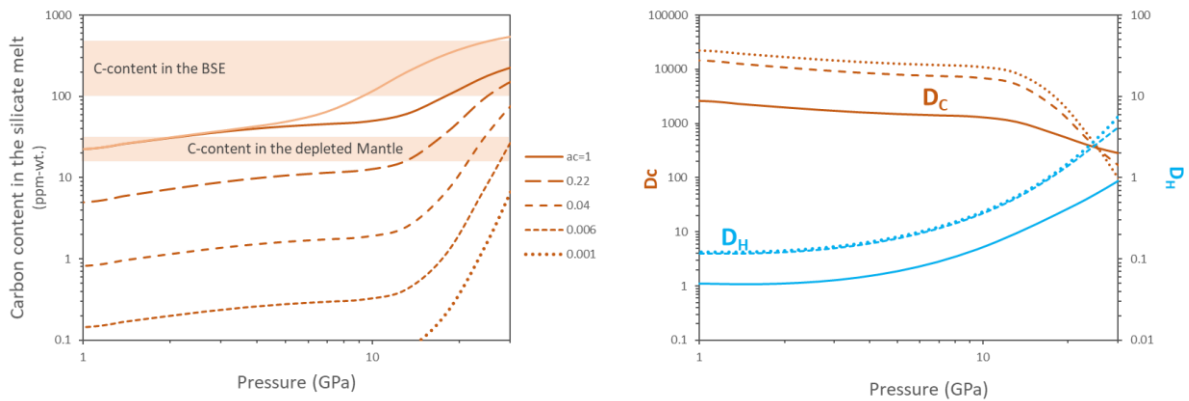 Carbon content in the silicate melt
(ppm-wt.)
1000
100
10
1
0.1
C-content in the BSE
C-content in the depleted Mantle
1
10
Pressure (GPa)
ac=1
0.22
0.04
0.006
0.001
Dc
100000
10000
1000
100
10
1
0.1
D_C
D_H
1
10
Pressure (GPa)
100
10
1
0.1
0.01
D_H